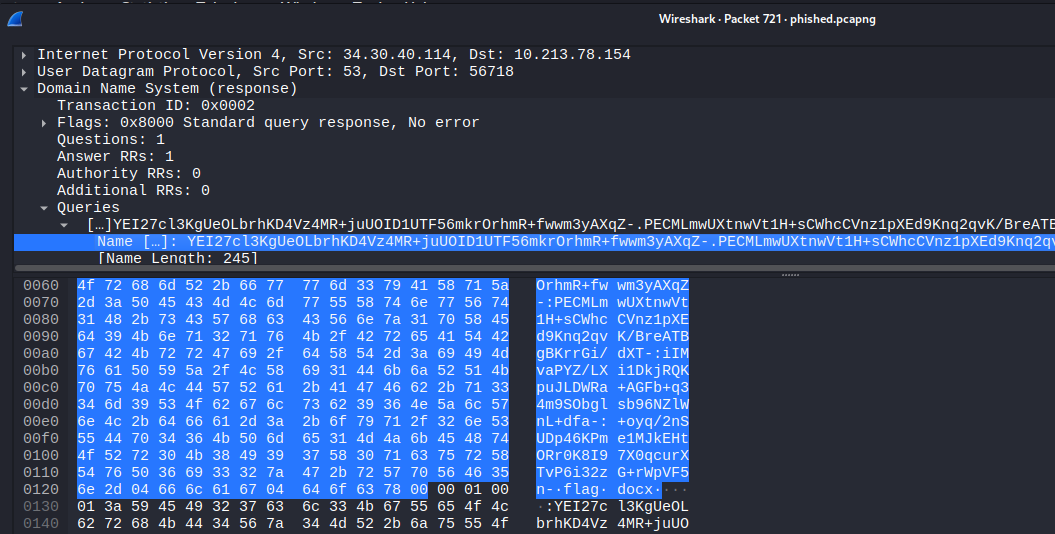 Wireshark · Packet 721 · phished.pcapng
Internet Protocol Version 4, Src: 34.30.40.114, Dst: 10.213.78.154
User Datagram Protocol, Src Port: 53, Dst Port: 56718
Domain Name System (response)
Transaction ID: 0x0002
Flags: 0x8000 Standard query response, No error
Questions: 1
Answer RRs: 1
Authority RRs: 0
Additional RRs: 0
Queries
[…]YEI27cl3KgUeOLbrhKD4Vz4MR+juUOID1UTF56mkrOrhmR+fwwm3yAXqZ-.PECMLmwUXtnwVt1H+sCWhcCVnz1pXEd9Knq2qvK/BreATB
Name […]: YEI27cl3KgUeOLbrhKD4Vz4MR+juUOID1UTF56mkrOrhmR+fwwm3yAXqZ-.PECMLmwUXtnwVt1H+sCWhcCVnz1pXEd9Knq2qv
[Name Length: 245]
0060 4f 72 68 6d 52 2b 66 77 77 6d 33 79 41 58 71 5a OrhmR+fw wm3yAXqZ
0070 2d 3a 50 45 43 4d 4c 6d 77 55 58 74 6e 77 56 74 -:PECMLm wUXtnwVt
0080 31 48 2b 73 43 57 68 63 43 56 6e 7a 31 70 58 45 1H+sCWhc CVnz1pXE
0090 64 39 4b 6e 71 32 71 76 4b 2f 42 72 65 41 54 42 d9Knq2qv K/BreATB
00a0 67 42 4b 72 72 47 69 2f 64 58 54 2d 3a 69 49 4d gBKrrGi/ dXT-:iIM
00b0 76 61 50 59 5a 2f 4c 58 69 31 44 6b 6a 52 51 4b vaPYZ/LX i1DkjRQK
00c0 70 75 4a 4c 44 57 52 61 2b 41 47 46 62 2b 71 33 puJLDWRa +AGFb+q3
00d0 34 6d 39 53 4f 62 67 6c 73 62 39 36 4e 5a 6c 57 4m9SObgl sb96NZlW
00e0 6e 4c 2b 64 66 61 2d 3a 2b 6f 79 71 2f 32 6e 53 nL+dfa-: +oyq/2nS
00f0 55 44 70 34 36 4b 50 6d 65 31 4d 4a 6b 45 48 74 UDp46KPm e1MJkEHt
0100 4f 52 72 30 4b 38 49 39 37 58 30 71 63 75 72 58 ORr0K8I9 7X0qcurX
0110 54 76 50 36 69 33 32 7a 47 2b 72 57 70 56 46 35 TvP6i32z G+rWpVF5
0120 6e 2d 04 66 6c 61 67 04 64 6f 63 78 00 00 01 00 n-·flag· docx····
0130 01 3a 59 45 49 32 37 63 6c 33 4b 67 55 65 4f 4c ·:YEI27c l3KgUeOL
0140 62 72 68 4b 44 34 56 7a 34 4d 52 2b 6a 75 55 4f brhKD4Vz 4MR+juUO